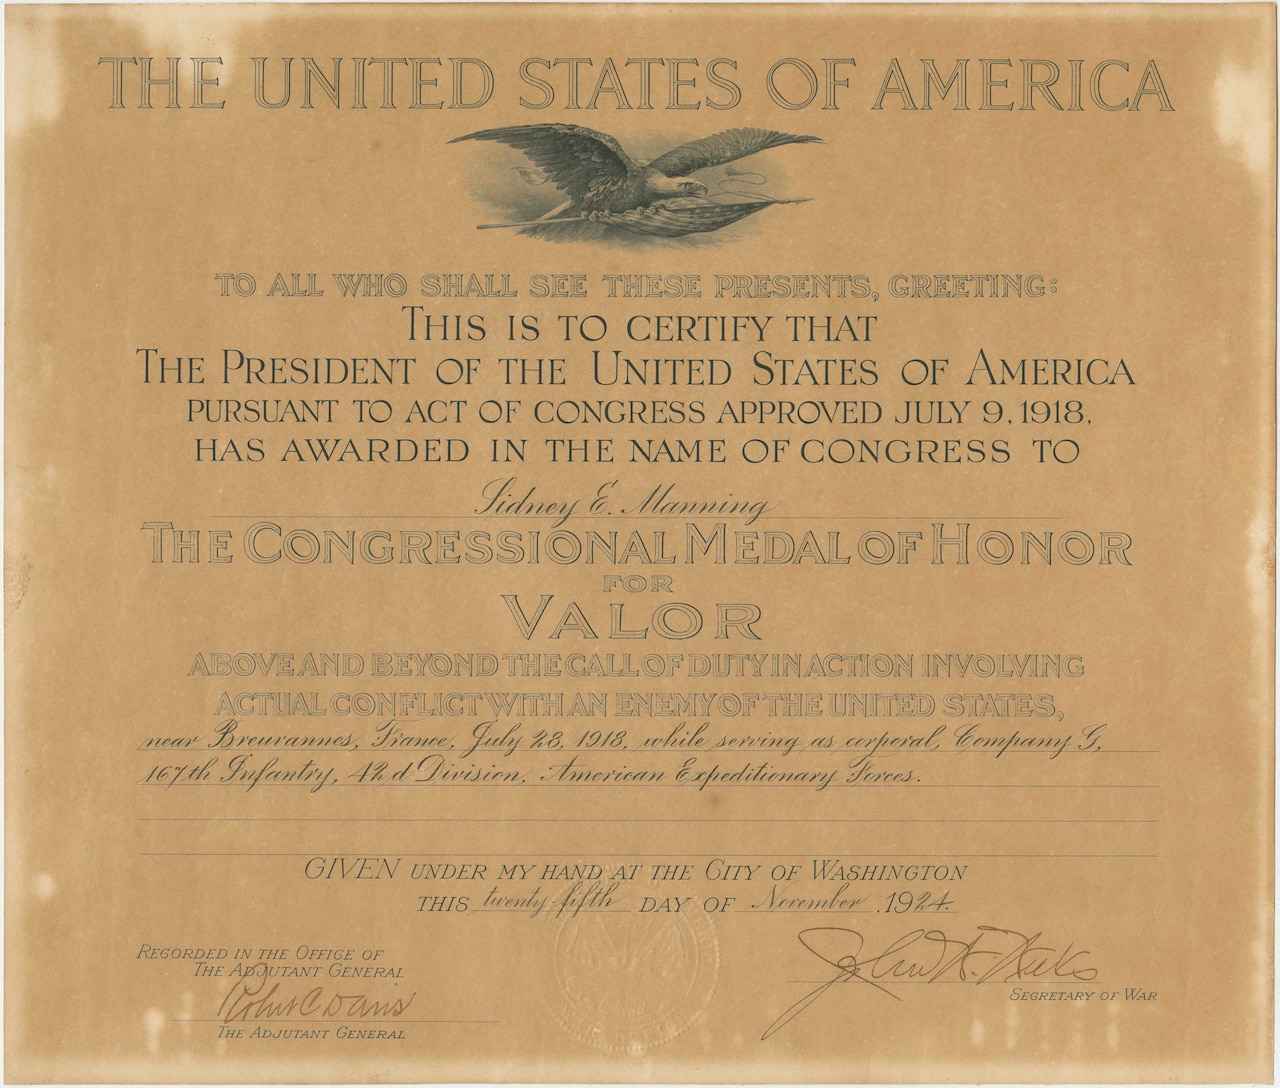 THE UNITED STATES OF AMERICA
TO ALL WHO SHALL SEE THESE PRESENTS, GREETING:
THIS IS TO CERTIFY THAT
THE PRESIDENT OF THE UNITED STATES OF AMERICA
PURSUANT TO ACT OF CONGRESS APPROVED JULY 9, 1918,
HAS AWARDED IN THE NAME OF CONGRESS TO
Sidney E. Manning
THE CONGRESSIONAL MEDAL OF HONOR
FOR
VALOR
ABOVE AND BEYOND THE CALL OF DUTY IN ACTION INVOLVING
ACTUAL CONFLICT WITH AN ENEMY OF THE UNITED STATES,
near Breuvannes, France, July 28, 1918, while serving as corporal, Company G,
167th Infantry, 42d Division, American Expeditionary Forces.
GIVEN UNDER MY HAND AT THE CITY OF WASHINGTON
THIS twenty-fifth DAY OF November, 1924.
RECORDED IN THE OFFICE OF
THE ADJUTANT GENERAL
Robert C. Davis
THE ADJUTANT GENERAL
John W. Weeks
SECRETARY OF WAR